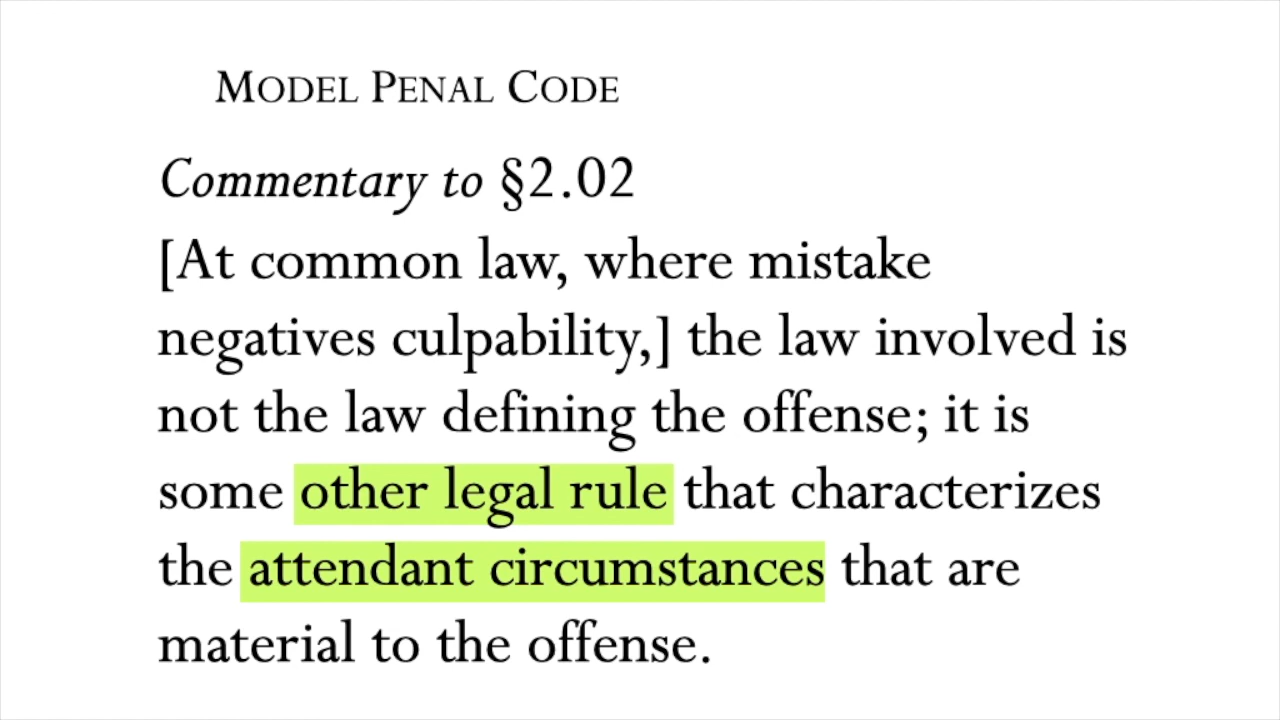 MODEL PENAL CODE
Commentary to §2.02
[At common law, where mistake
negatives culpability,] the law involved is
not the law defining the offense; it is
some other legal rule that characterizes
the attendant circumstances that are
material to the offense.